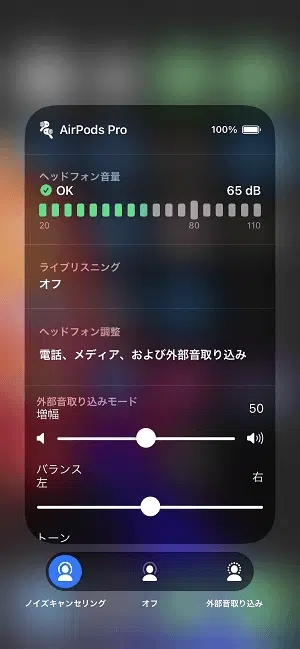 AirPods Pro 100%
ヘッドフォン音量
OK 65 dB
20 80 110
ライブリスニング
オフ
ヘッドフォン調整
電話、メディア、および外部音取り込み
外部音取り込みモード
増幅 50
バランス
左 右
トーン
ノイズキャンセリング オフ 外部音取り込み